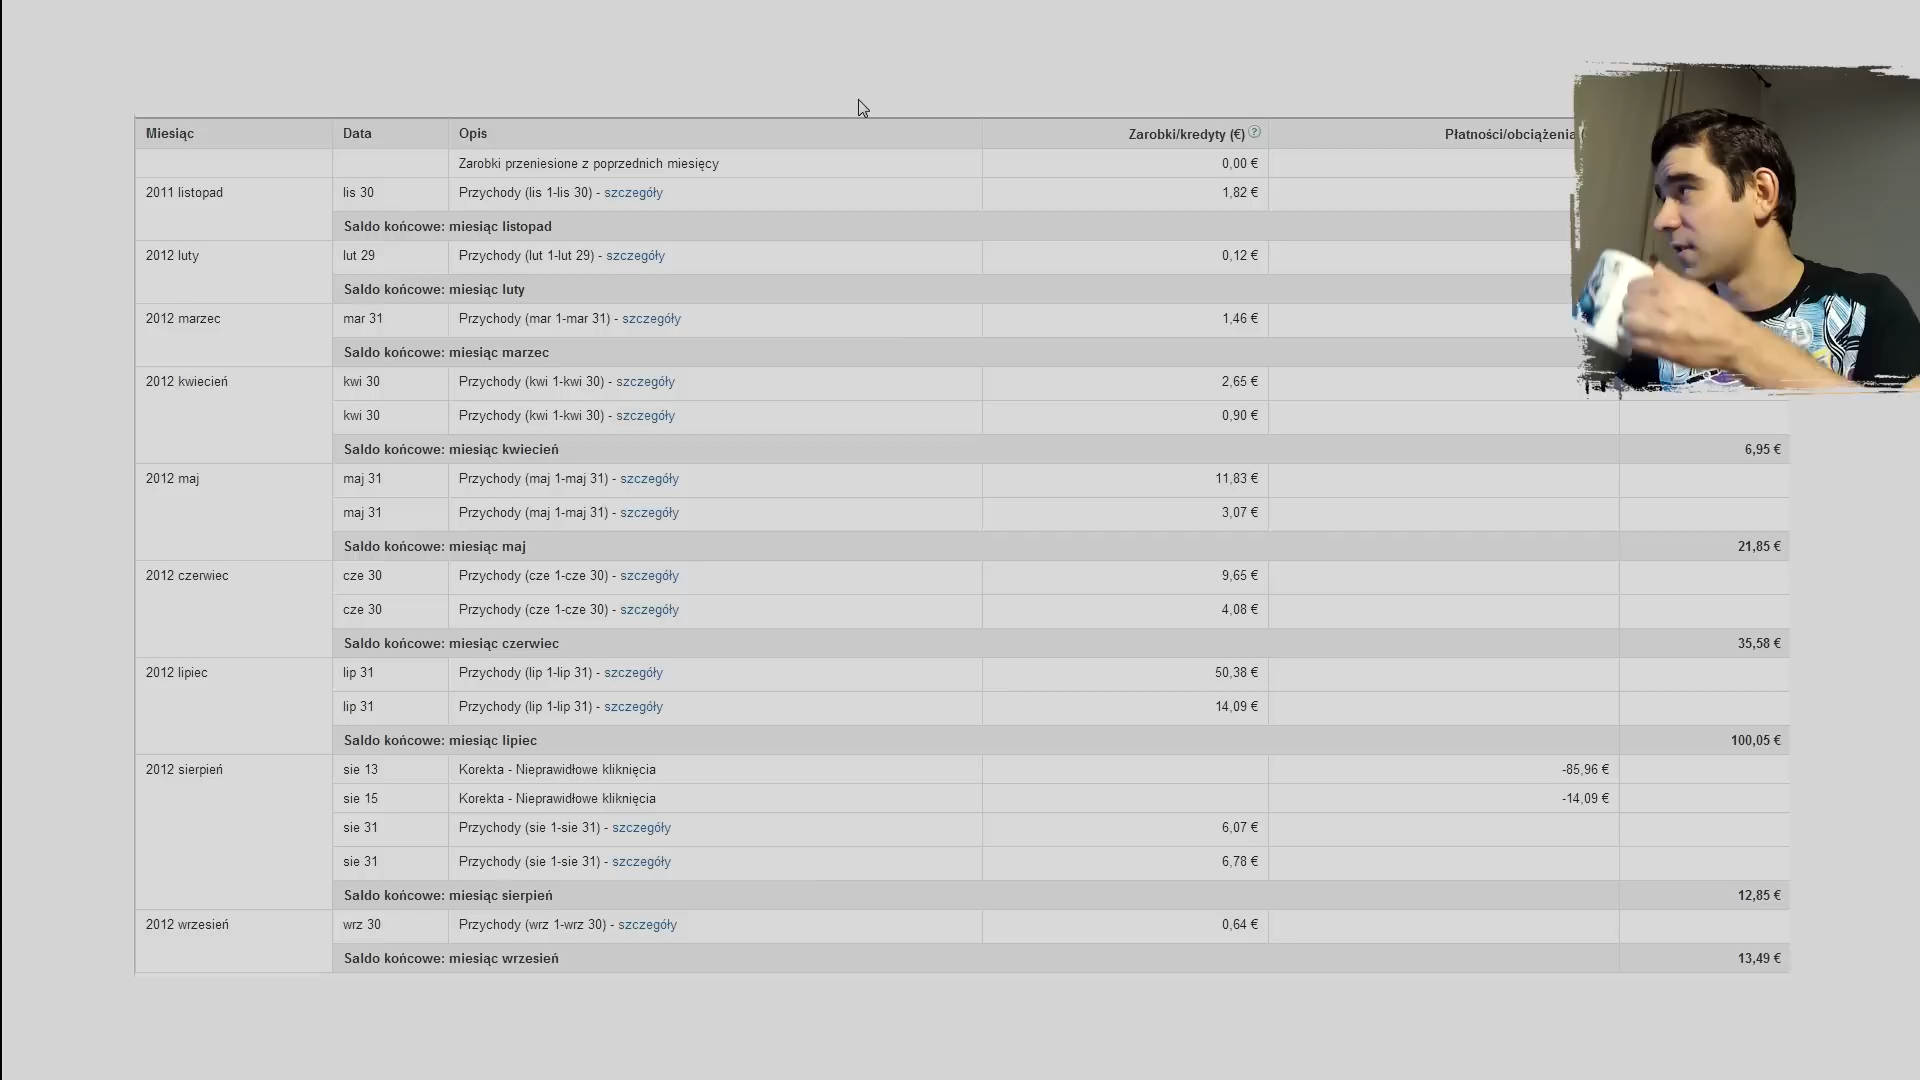 Miesiąc Data Opis Zarobki/kredyty (€) ? Płatności/obciążenia
Zarobki przeniesione z poprzednich miesięcy 0,00 €
2011 listopad lis 30 Przychody (lis 1-lis 30) - szczegóły 1,82 €
Saldo końcowe: miesiąc listopad
2012 luty lut 29 Przychody (lut 1-lut 29) - szczegóły 0,12 €
Saldo końcowe: miesiąc luty
2012 marzec mar 31 Przychody (mar 1-mar 31) - szczegóły 1,46 €
Saldo końcowe: miesiąc marzec
2012 kwiecień kwi 30 Przychody (kwi 1-kwi 30) - szczegóły 2,65 €
kwi 30 Przychody (kwi 1-kwi 30) - szczegóły 0,90 €
Saldo końcowe: miesiąc kwiecień 6,95 €
2012 maj maj 31 Przychody (maj 1-maj 31) - szczegóły 11,83 €
maj 31 Przychody (maj 1-maj 31) - szczegóły 3,07 €
Saldo końcowe: miesiąc maj 21,85 €
2012 czerwiec cze 30 Przychody (cze 1-cze 30) - szczegóły 9,65 €
cze 30 Przychody (cze 1-cze 30) - szczegóły 4,08 €
Saldo końcowe: miesiąc czerwiec 35,58 €
2012 lipiec lip 31 Przychody (lip 1-lip 31) - szczegóły 50,38 €
lip 31 Przychody (lip 1-lip 31) - szczegóły 14,09 €
Saldo końcowe: miesiąc lipiec 100,05 €
2012 sierpień sie 13 Korekta - Nieprawidłowe kliknięcia -85,96 €
sie 15 Korekta - Nieprawidłowe kliknięcia -14,09 €
sie 31 Przychody (sie 1-sie 31) - szczegóły 6,07 €
sie 31 Przychody (sie 1-sie 31) - szczegóły 6,78 €
Saldo końcowe: miesiąc sierpień 12,85 €
2012 wrzesień wrz 30 Przychody (wrz 1-wrz 30) - szczegóły 0,64 €
Saldo końcowe: miesiąc wrzesień 13,49 €